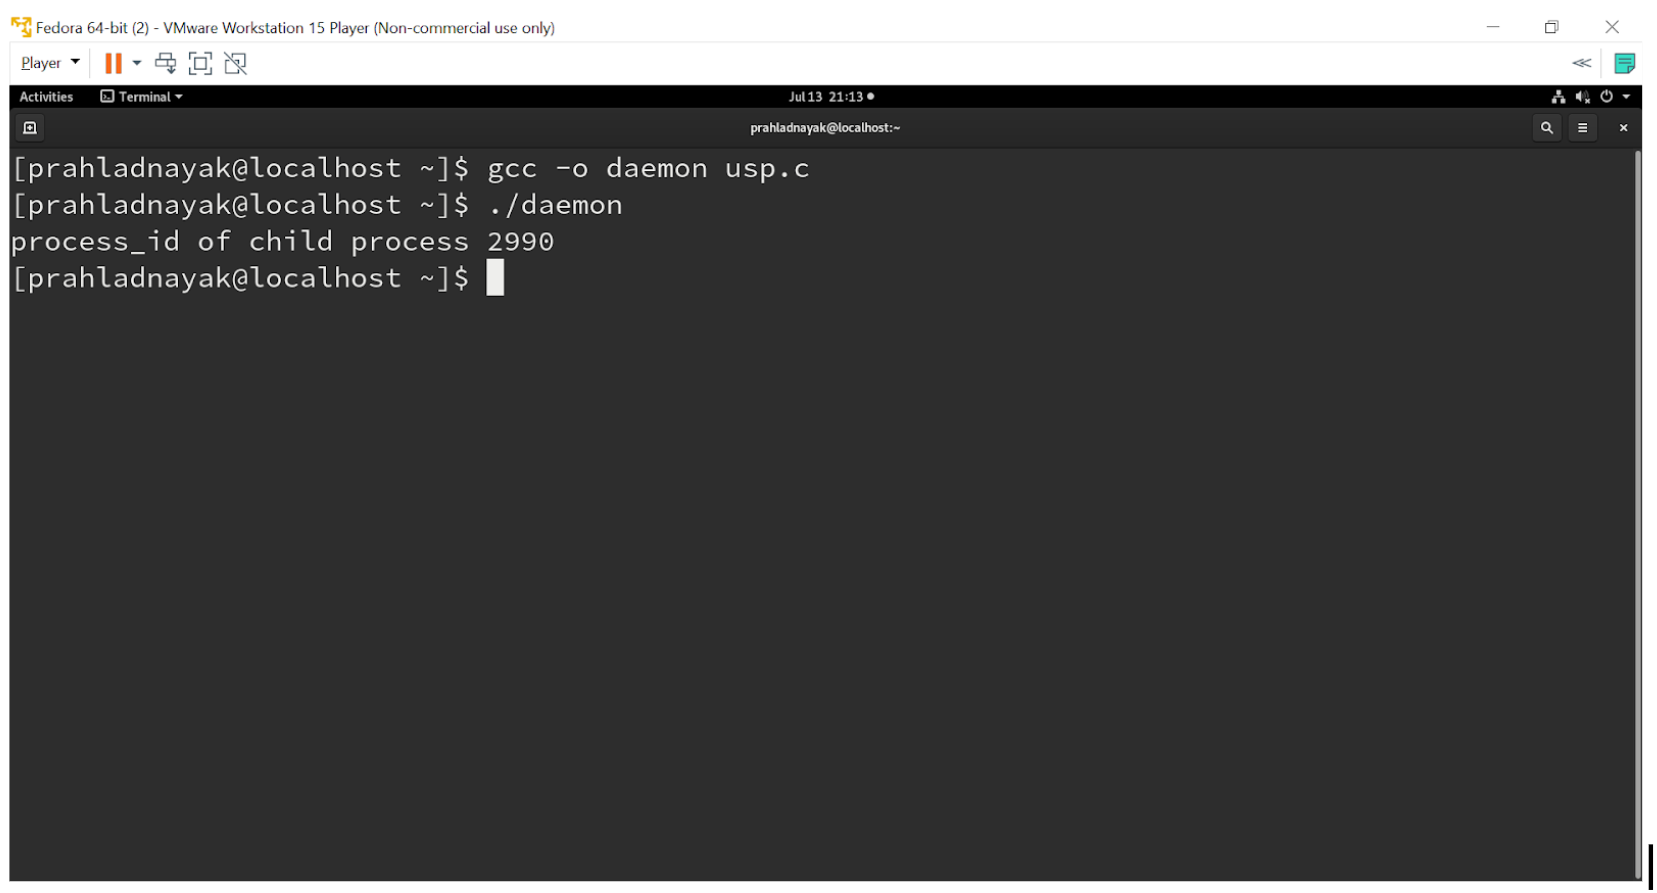 Fedora 64-bit (2) - VMware Workstation 15 Player (Non-commercial use only)
Player
Activities Terminal Jul 13 21:13
prahladnayak@localhost:~
[prahladnayak@localhost ~]$ gcc -o daemon usp.c
[prahladnayak@localhost ~]$ ./daemon
process_id of child process 2990
[prahladnayak@localhost ~]$